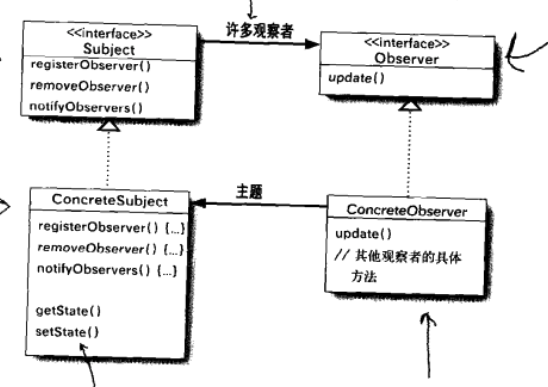 许多观察者
<<interface>>
Subject
registerObserver()
removeObserver()
notifyObservers()
<<interface>>
Observer
update()
主题
ConcreteSubject
registerObserver() {...}
removeObserver() {...}
notifyObservers() {...}
getState()
setState()
ConcreteObserver
update()
// 其他观察者的具体
方法